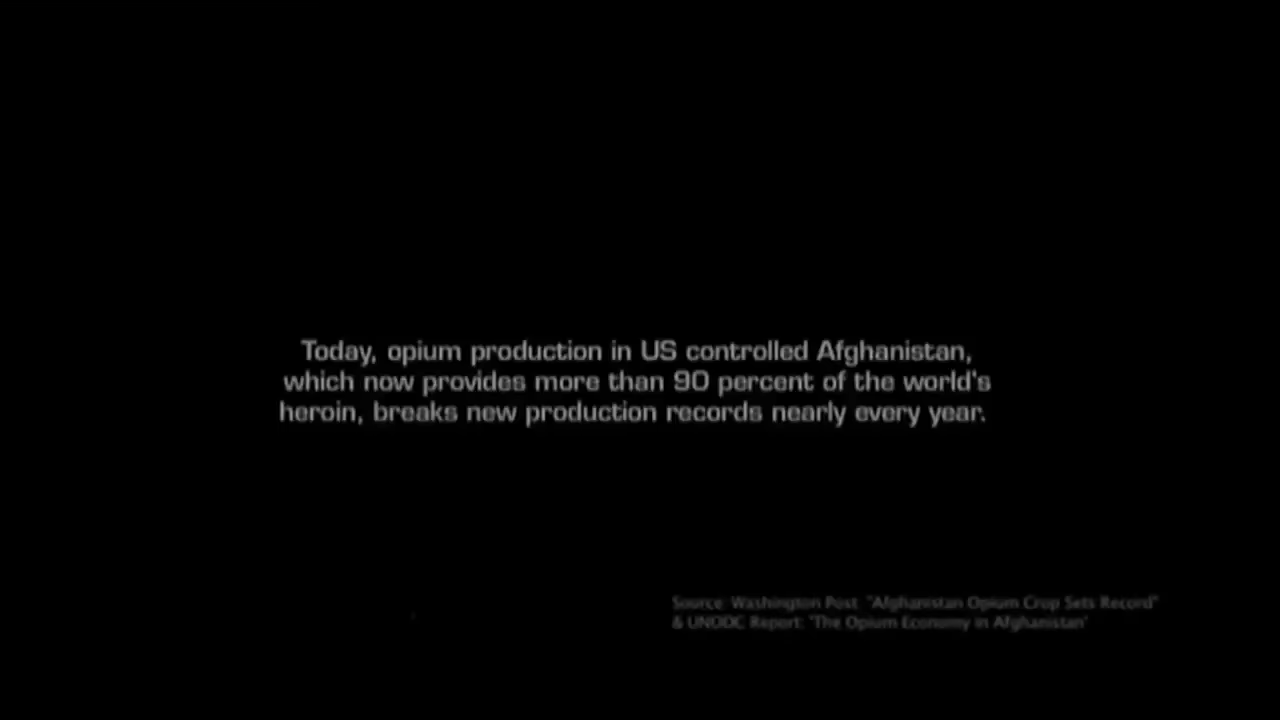 Today, opium production in US controlled Afghanistan,
which now provides more than 90 percent of the world's
heroin, breaks new production records nearly every year.
Source: Washington Post "Afghanistan Opium Crop Sets Record"
& UNODC Report: "The Opium Economy in Afghanistan"